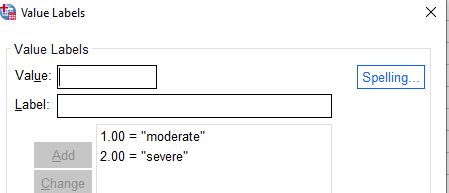 Value Labels
Value Labels
Value:
Spelling...
Label:
1.00 = "moderate"
2.00 = "severe"
Add
Change